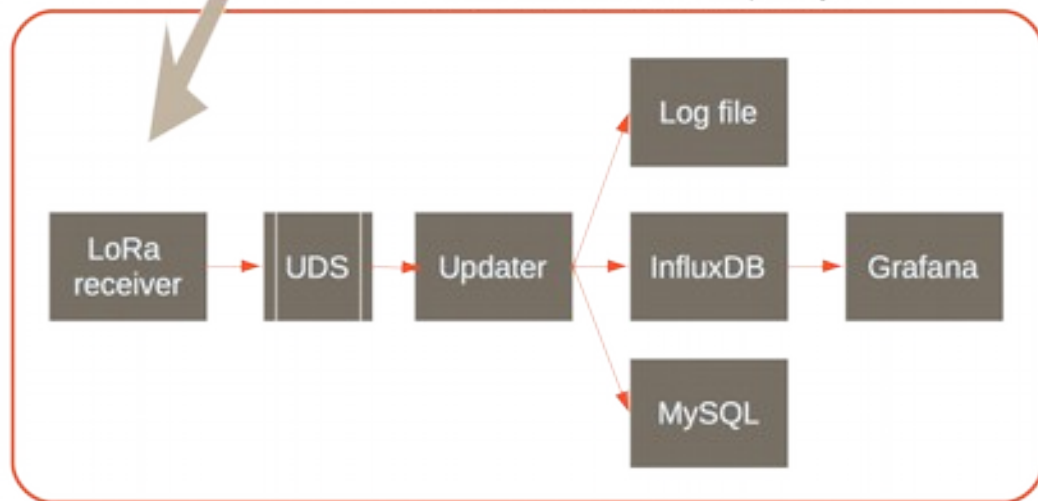 Log file
LoRa
receiver
UDS
Updater
InfluxDB
Grafana
MySQL